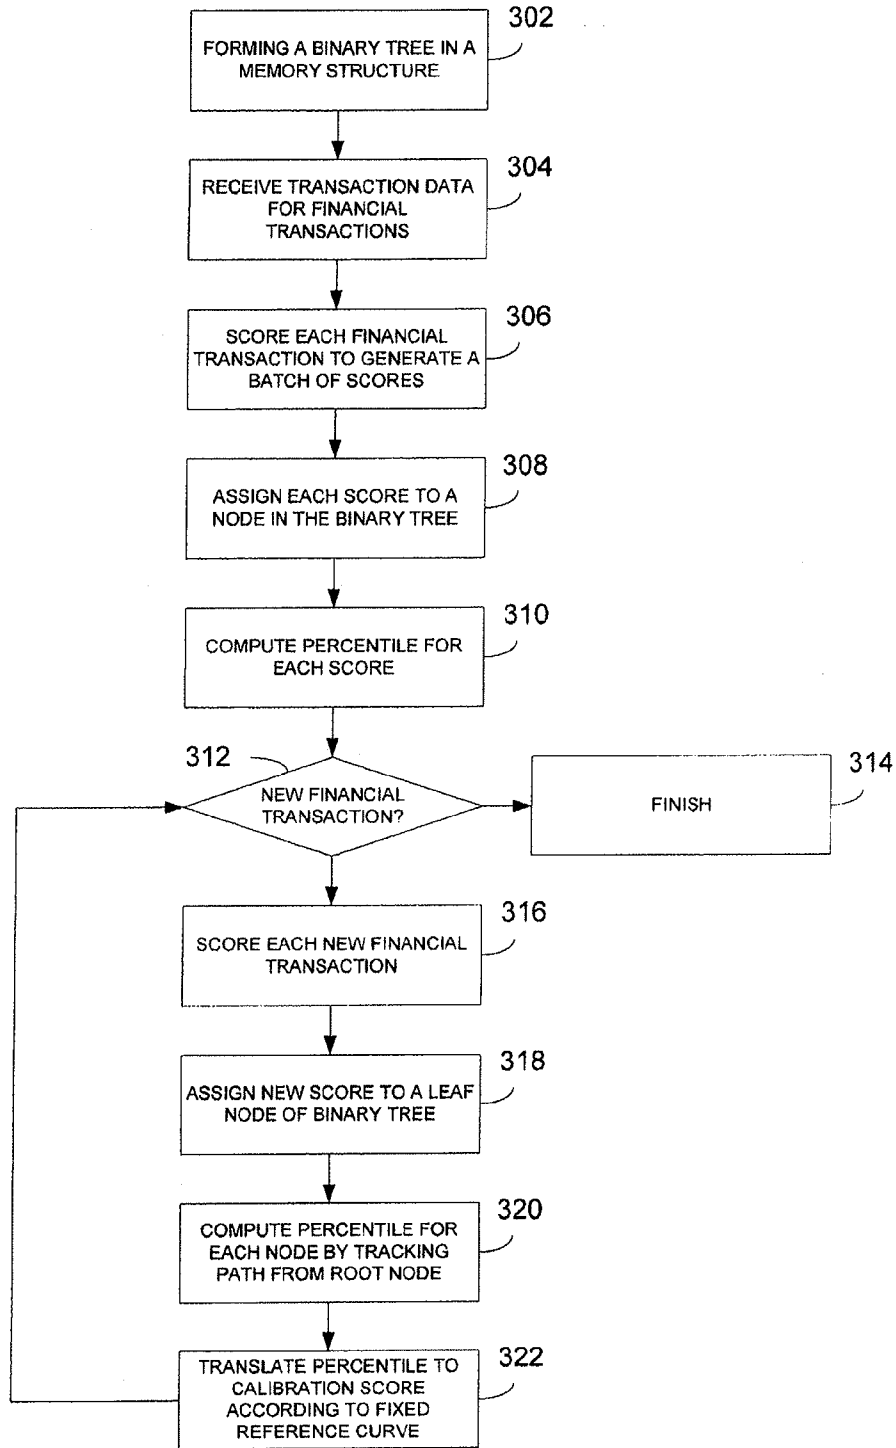 302
FORMING A BINARY TREE IN A
MEMORY STRUCTURE
304
RECEIVE TRANSACTION DATA
FOR FINANCIAL
TRANSACTIONS
306
SCORE EACH FINANCIAL
TRANSACTION TO GENERATE A
BATCH OF SCORES
308
ASSIGN EACH SCORE TO A
NODE IN THE BINARY TREE
310
COMPUTE PERCENTILE FOR
EACH SCORE
312
NEW FINANCIAL
TRANSACTION?
314
FINISH
316
SCORE EACH NEW FINANCIAL
TRANSACTION
318
ASSIGN NEW SCORE TO A LEAF
NODE OF BINARY TREE
320
COMPUTE PERCENTILE FOR
EACH NODE BY TRACKING
PATH FROM ROOT NODE
322
TRANSLATE PERCENTILE TO
CALIBRATION SCORE
ACCORDING TO FIXED
REFERENCE CURVE